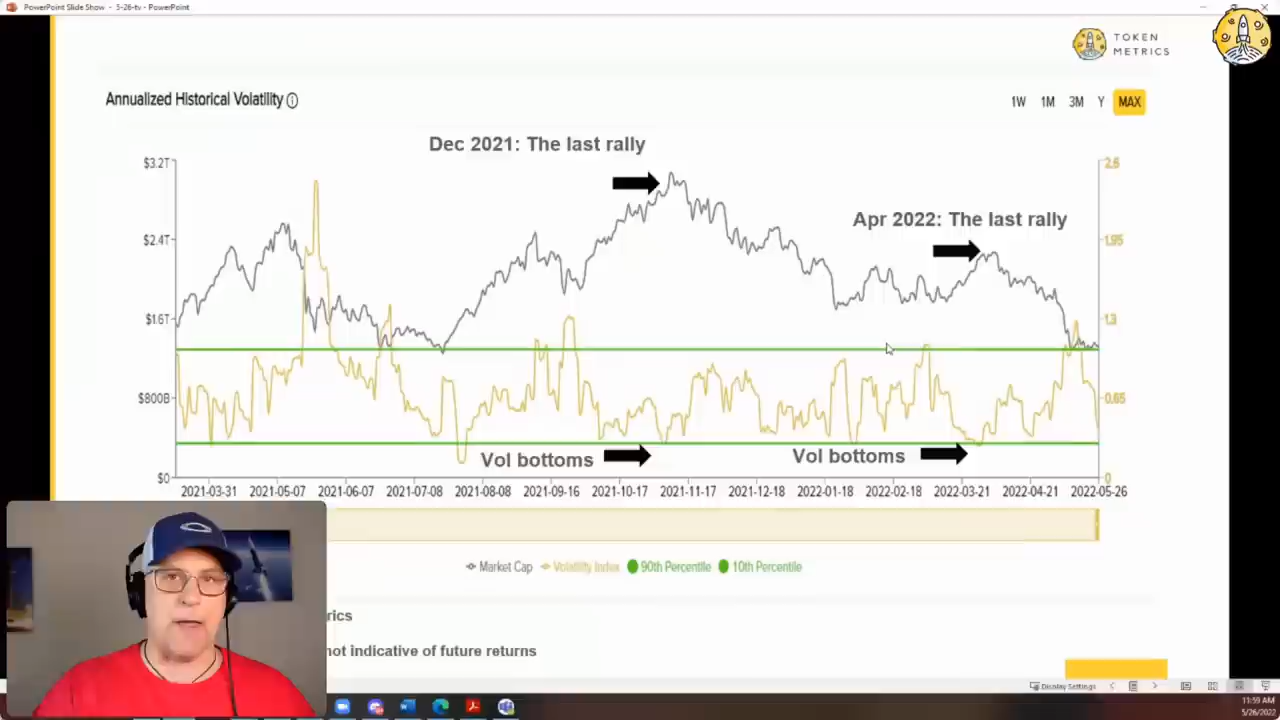 PowerPoint Slide Show - 5-26-tv - PowerPoint
TOKEN
METRICS
Annualized Historical Volatility
1W 1M 3M Y MAX
Dec 2021: The last rally
Apr 2022: The last rally
$3.2T
$2.4T
$1.6T
$800B
$0
2.6
1.95
1.3
0.65
0
Vol bottoms
Vol bottoms
2021-03-31 2021-05-07 2021-06-07 2021-07-08 2021-08-08 2021-09-16 2021-10-17 2021-11-17 2021-12-18 2022-01-18 2022-02-18 2022-03-21 2022-04-21 2022-05-26
Market Cap Volatility Index 90th Percentile 10th Percentile
rics
not indicative of future returns
Display Settings
11:59 AM
5/26/2022